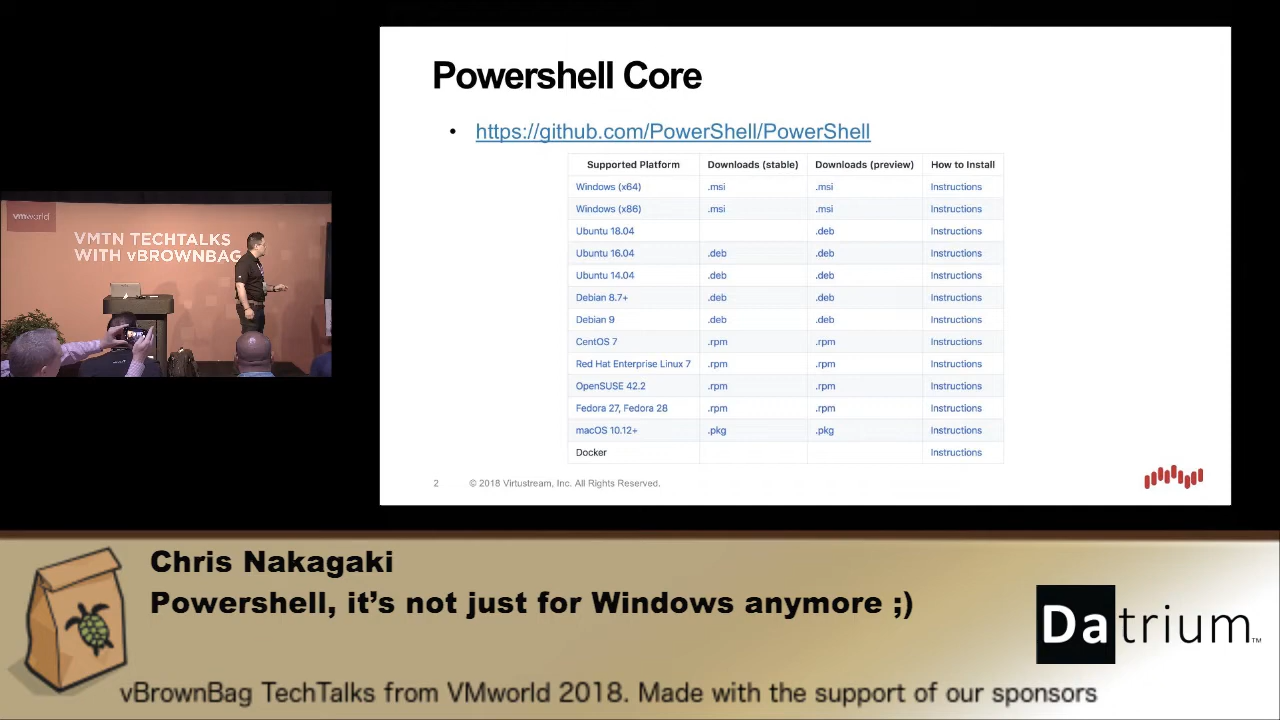 Powershell Core
• https://github.com/PowerShell/PowerShell
Supported Platform Downloads (stable) Downloads (preview) How to Install
Windows (x64) .msi .msi Instructions
Windows (x86) .msi .msi Instructions
Ubuntu 18.04 .deb Instructions
Ubuntu 16.04 .deb .deb Instructions
Ubuntu 14.04 .deb .deb Instructions
Debian 8.7+ .deb .deb Instructions
Debian 9 .deb .deb Instructions
CentOS 7 .rpm .rpm Instructions
Red Hat Enterprise Linux 7 .rpm .rpm Instructions
OpenSUSE 42.2 .rpm .rpm Instructions
Fedora 27, Fedora 28 .rpm .rpm Instructions
macOS 10.12+ .pkg .pkg Instructions
Docker Instructions
2 © 2018 Virtustream, Inc. All Rights Reserved.
vmworld
VMTN TECHTALKS
WITH vBROWNBAG
Chris Nakagaki
Powershell, it's not just for Windows anymore ;)
Datrium™
vBrownBag TechTalks from VMworld 2018. Made with the support of our sponsors